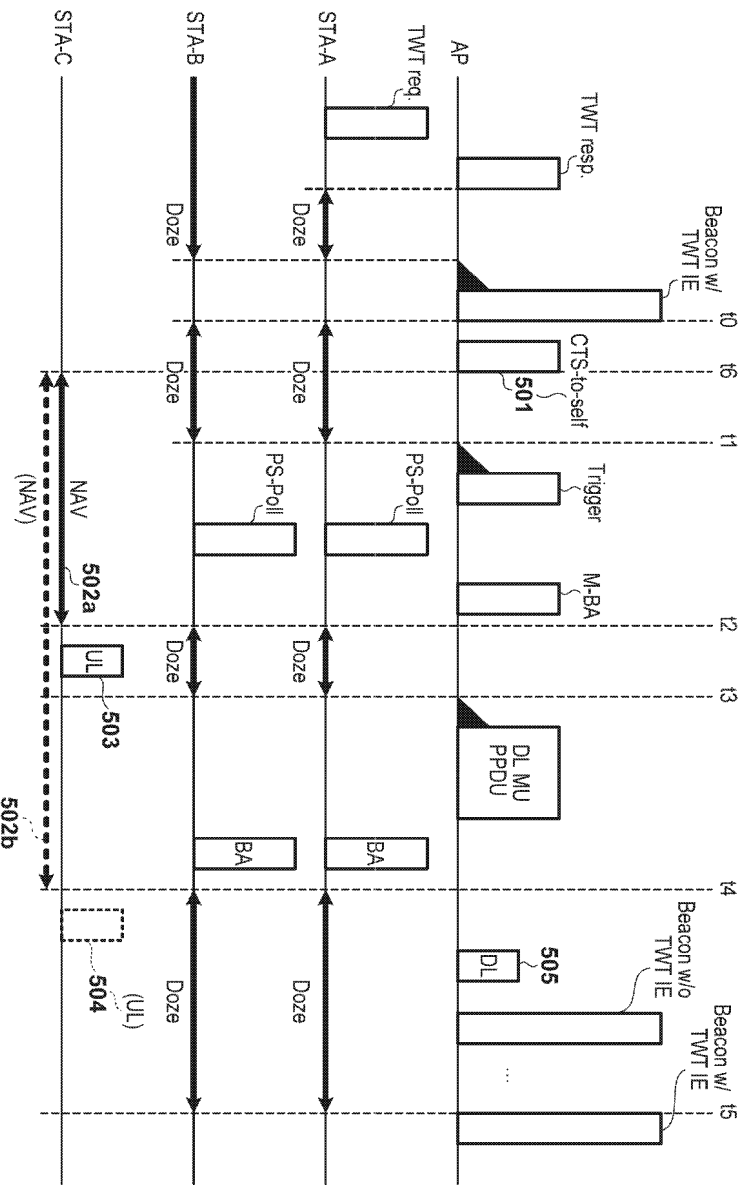 Beacon w/
TWT IE
t0
t6
t1
t2
t3
t4
Beacon w/o
TWT IE
Beacon w/
TWT IE
t5
TWT resp.
CTS-to-self
501
Trigger
M-BA
DL MU
PPDU
505
DL
...
AP
TWT req.
PS-Poll
BA
STA-A
Doze
Doze
Doze
Doze
PS-Poll
BA
STA-B
Doze
Doze
Doze
Doze
STA-C
NAV
502a
UL
503
504
(UL)
(NAV)
502b